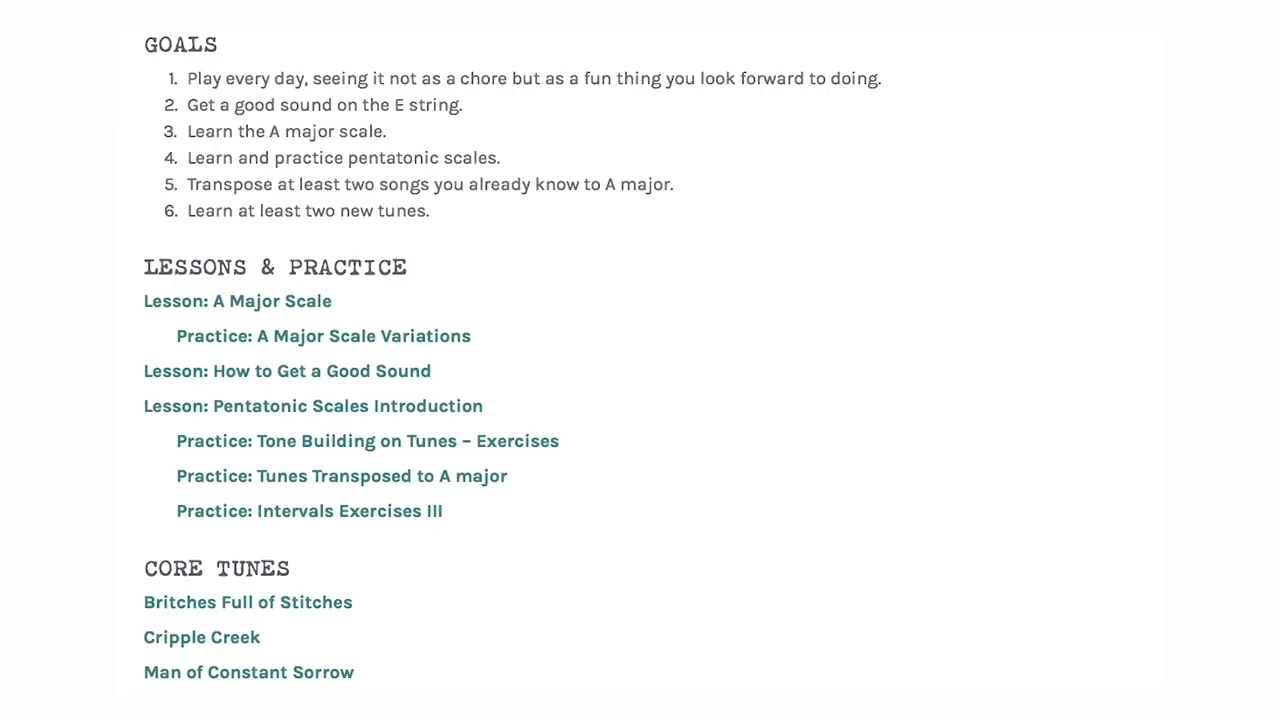 GOALS
1. Play every day, seeing it not as a chore but as a fun thing you look forward to doing.
2. Get a good sound on the E string.
3. Learn the A major scale.
4. Learn and practice pentatonic scales.
5. Transpose at least two songs you already know to A major.
6. Learn at least two new tunes.
LESSONS & PRACTICE
Lesson: A Major Scale
Practice: A Major Scale Variations
Lesson: How to Get a Good Sound
Lesson: Pentatonic Scales Introduction
Practice: Tone Building on Tunes – Exercises
Practice: Tunes Transposed to A major
Practice: Intervals Exercises III
CORE TUNES
Britches Full of Stitches
Cripple Creek
Man of Constant Sorrow